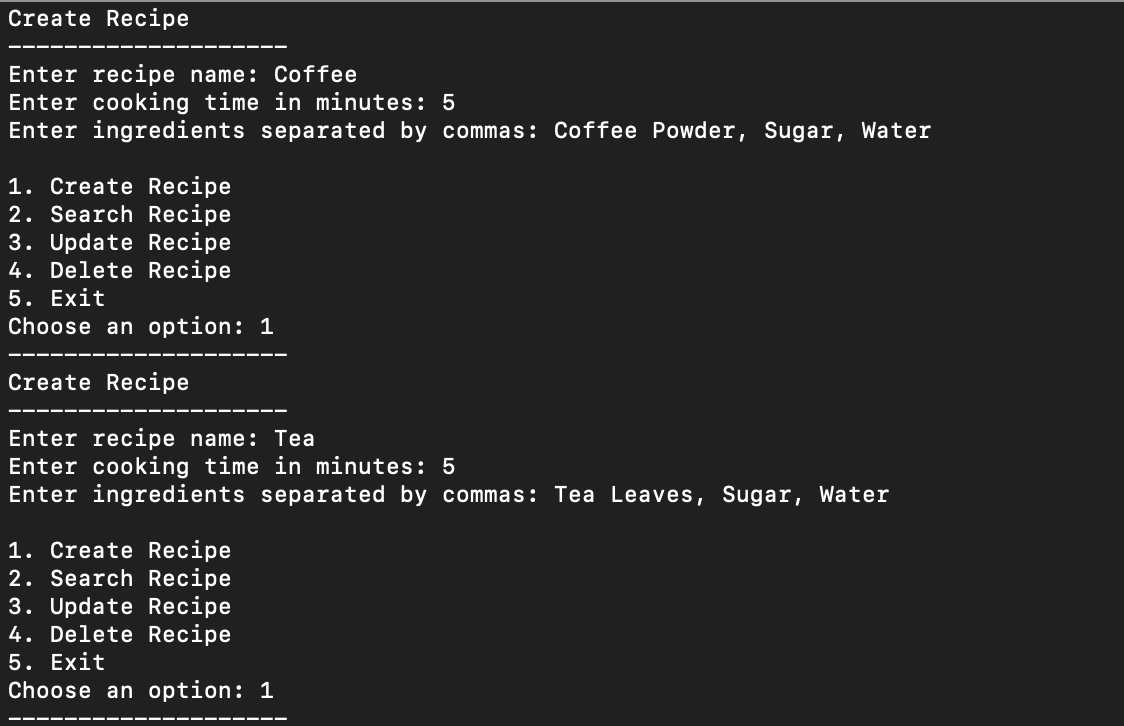 Create Recipe
--------------------
Enter recipe name: Coffee
Enter cooking time in minutes: 5
Enter ingredients separated by commas: Coffee Powder, Sugar, Water

1. Create Recipe
2. Search Recipe
3. Update Recipe
4. Delete Recipe
5. Exit
Choose an option: 1
--------------------
Create Recipe
--------------------
Enter recipe name: Tea
Enter cooking time in minutes: 5
Enter ingredients separated by commas: Tea Leaves, Sugar, Water

1. Create Recipe
2. Search Recipe
3. Update Recipe
4. Delete Recipe
5. Exit
Choose an option: 1
--------------------